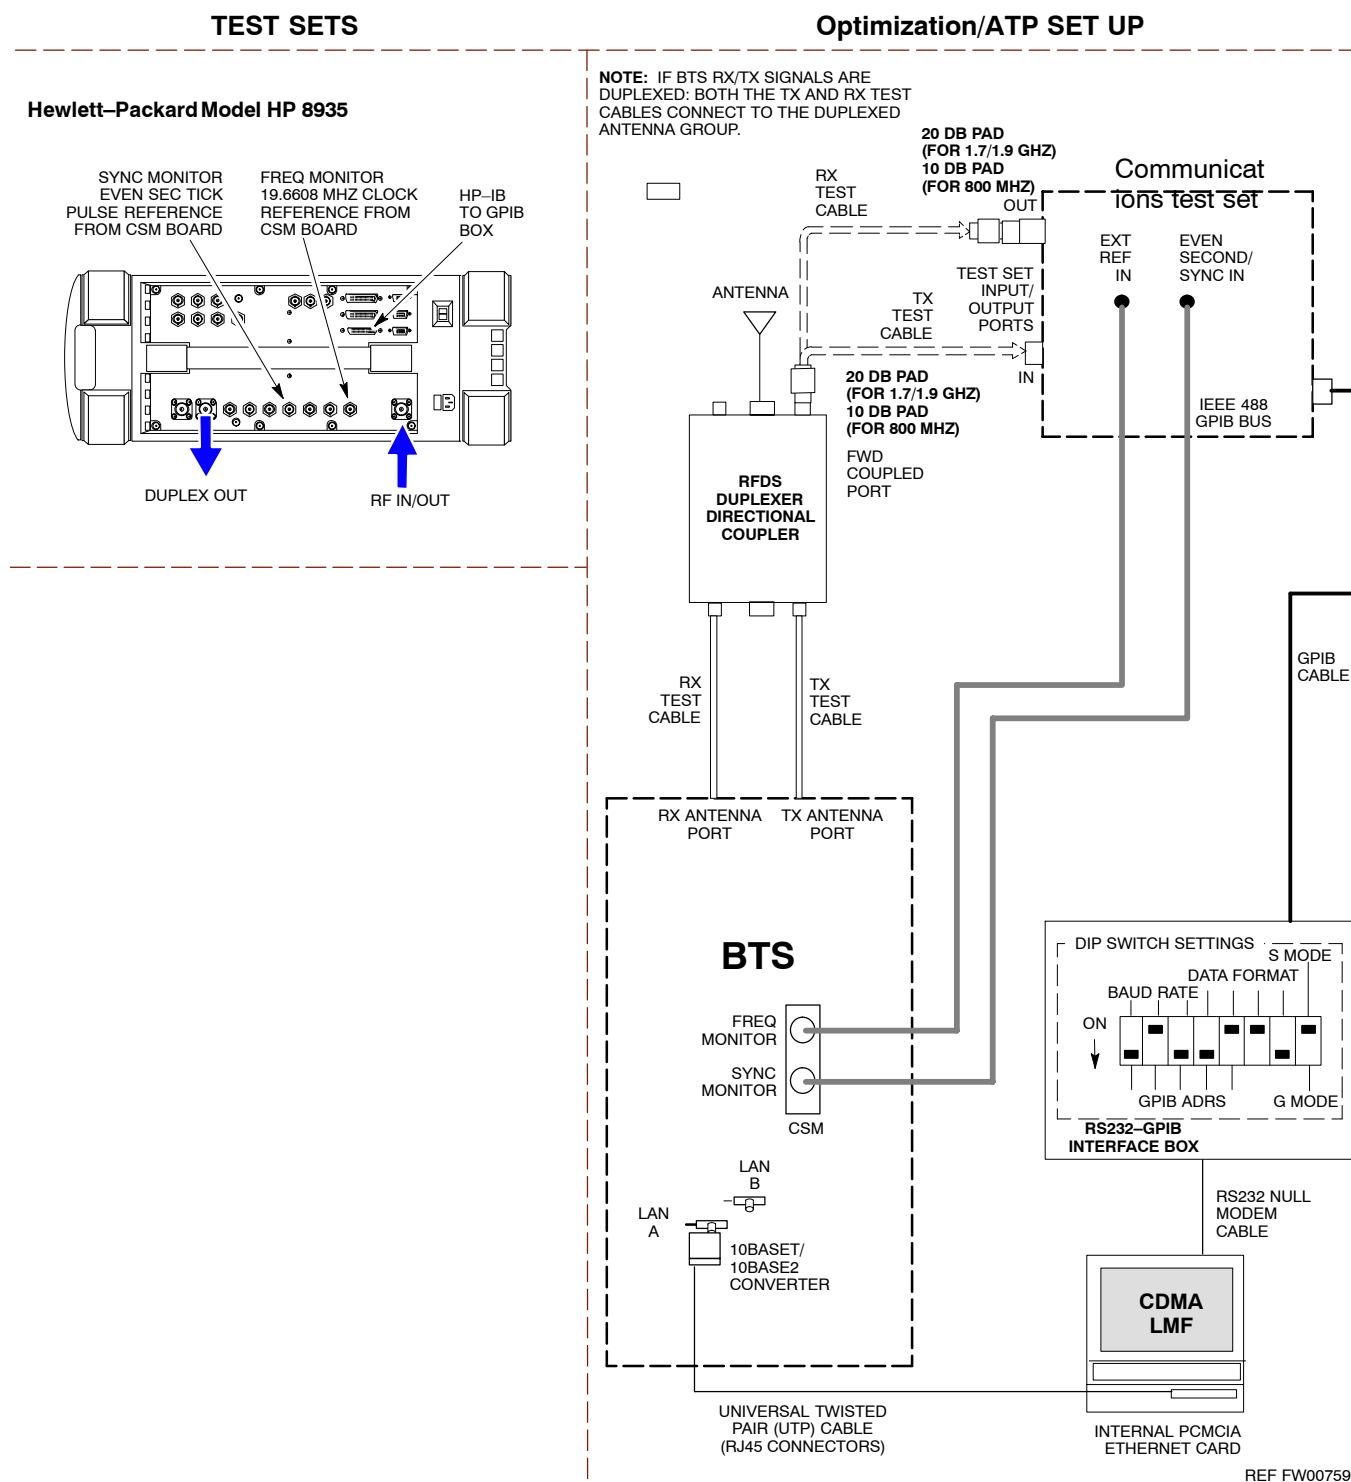 TEST SETS
Optimization/ATP SET UP
Hewlett–Packard Model HP 8935
SYNC MONITOR
EVEN SEC TICK
PULSE REFERENCE
FROM CSM BOARD
FREQ MONITOR
19.6608 MHZ CLOCK
REFERENCE FROM
CSM BOARD
HP–IB
TO GPIB
BOX
DUPLEX OUT
RF IN/OUT
NOTE: IF BTS RX/TX SIGNALS ARE
DUPLEXED: BOTH THE TX AND RX TEST
CABLES CONNECT TO THE DUPLEXED
ANTENNA GROUP.
RX
TEST
CABLE
20 DB PAD
(FOR 1.7/1.9 GHZ)
10 DB PAD
(FOR 800 MHZ)
OUT
Communicat
ions test set
EXT
REF
IN
EVEN
SECOND/
SYNC IN
TEST SET
INPUT/
OUTPUT
PORTS
ANTENNA
TX
TEST
CABLE
IN
20 DB PAD
(FOR 1.7/1.9 GHZ)
10 DB PAD
(FOR 800 MHZ)
FWD
COUPLED
PORT
IEEE 488
GPIB BUS
RFDS
DUPLEXER
DIRECTIONAL
COUPLER
GPIB
CABLE
RX
TEST
CABLE
TX
TEST
CABLE
RX ANTENNA
PORT
TX ANTENNA
PORT
BTS
FREQ
MONITOR
SYNC
MONITOR
CSM
DIP SWITCH SETTINGS
S MODE
DATA FORMAT
BAUD RATE
ON
GPIB ADRS
G MODE
RS232–GPIB
INTERFACE BOX
LAN
B
LAN
A
10BASET/
10BASE2
CONVERTER
RS232 NULL
MODEM
CABLE
CDMA
LMF
UNIVERSAL TWISTED
PAIR (UTP) CABLE
(RJ45 CONNECTORS)
INTERNAL PCMCIA
ETHERNET CARD
REF FW00759